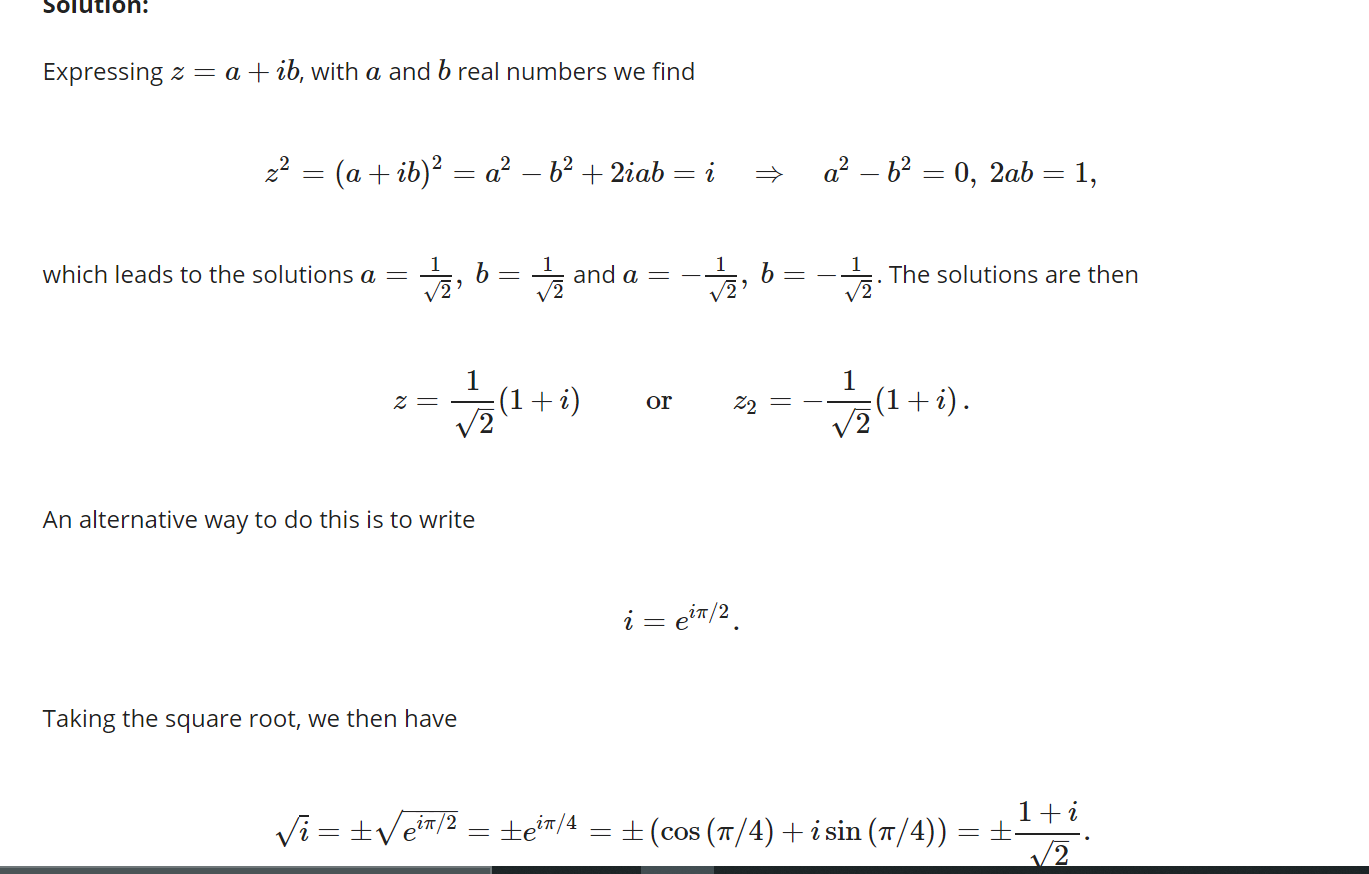 Solution:
Expressing $z = a + ib$, with $a$ and $b$ real numbers we find
$z^2 = (a + ib)^2 = a^2 - b^2 + 2iab = i \quad \Rightarrow \quad a^2 - b^2 = 0, \; 2ab = 1,$
which leads to the solutions $a = \frac{1}{\sqrt{2}}, \; b = \frac{1}{\sqrt{2}}$ and $a = -\frac{1}{\sqrt{2}}, \; b = -\frac{1}{\sqrt{2}}$. The solutions are then
$z = \frac{1}{\sqrt{2}}(1 + i) \quad \text{or} \quad z_2 = -\frac{1}{\sqrt{2}}(1 + i).$
An alternative way to do this is to write
$i = e^{i\pi/2}.$
Taking the square root, we then have
$\sqrt{i} = \pm\sqrt{e^{i\pi/2}} = \pm e^{i\pi/4} = \pm (\cos(\pi/4) + i \sin(\pi/4)) = \pm\frac{1 + i}{\sqrt{2}}.$